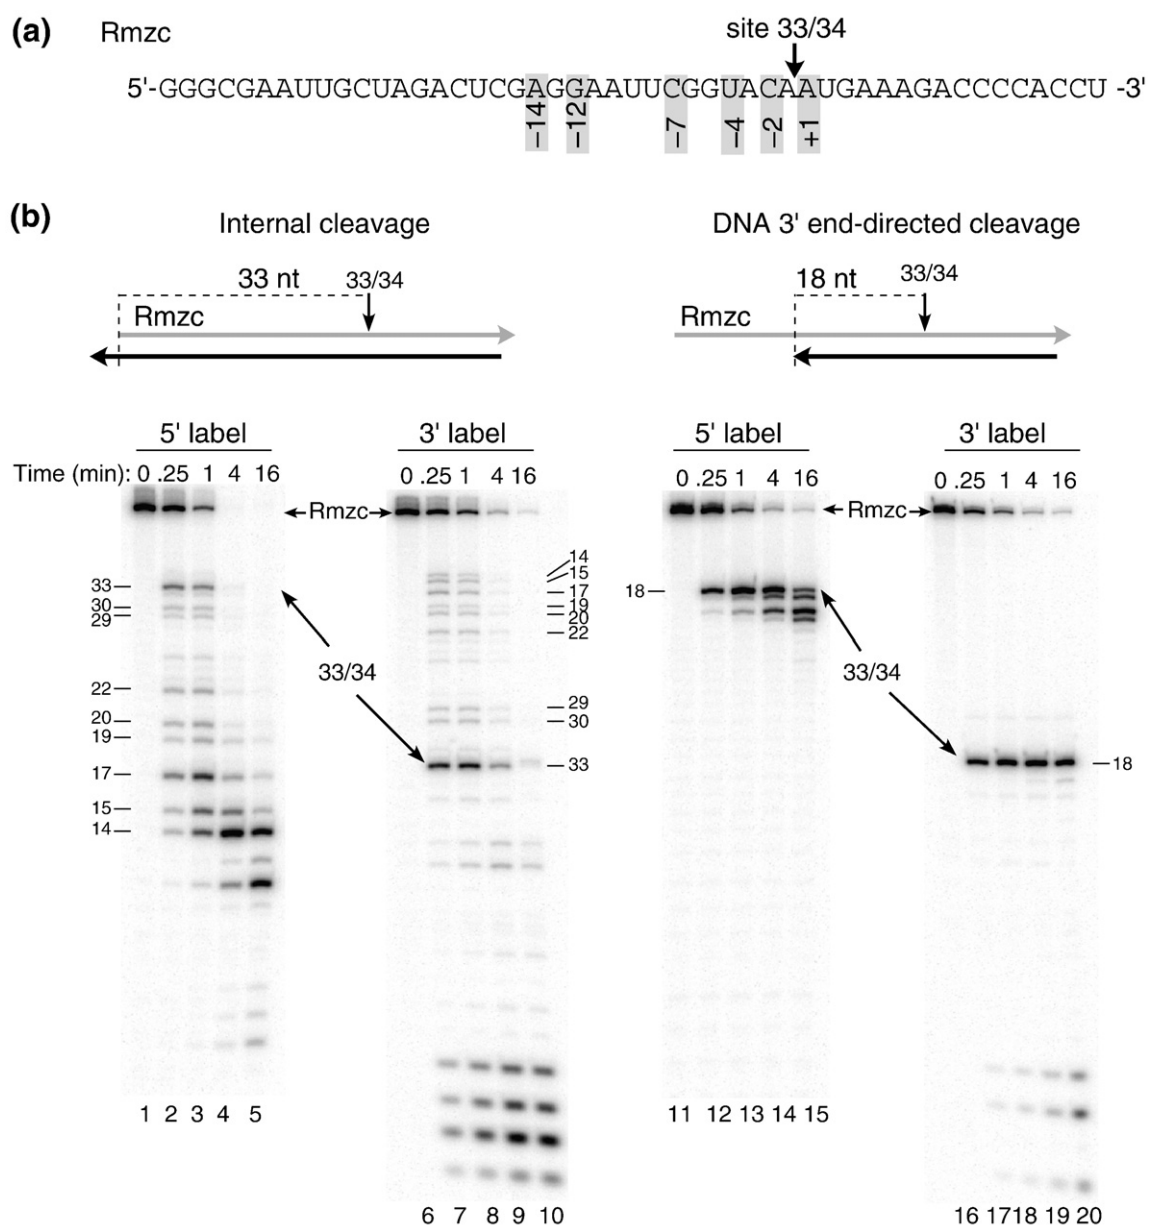 (a) Rmzc
site 33/34
5'-GGGCGAAUUGCUAGACUCGAGGAAUUCGGUACAAUGAAAGACCCCACCU -3'
−14 −12 −7 −4 −2 +1
(b)
Internal cleavage
33 nt 33/34
Rmzc
DNA 3' end-directed cleavage
18 nt 33/34
Rmzc
5' label 3' label 5' label 3' label
Time (min): 0 .25 1 4 16 0 .25 1 4 16 0 .25 1 4 16 0 .25 1 4 16
Rmzc Rmzc
33
30
29
22
20
19
17
15
14
33/34
14
15
17
19
20
22
29
30
33
18
33/34
18
1 2 3 4 5
6 7 8 9 10
11 12 13 14 15
16 17 18 19 20